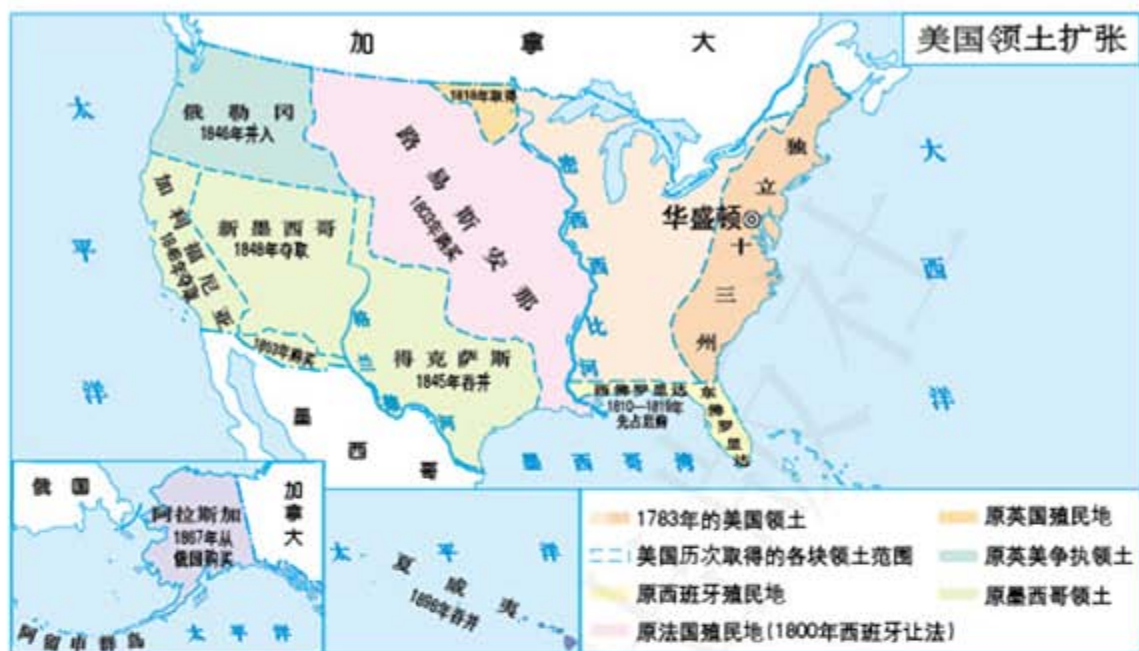 美国领土扩张
加拿大
太平洋
大西洋
俄勒冈
1846年并入
1818年取得
路易斯安那
1803年购买
密西西比河
独立十三州
华盛顿
加利福尼亚
1848年夺取
新墨西哥
1848年夺取
1853年购买
格兰德河
得克萨斯
1845年吞并
西佛罗里达
1810—1819年
先占后购
东佛罗里达
墨西哥
墨西哥湾
俄国
加拿大
阿拉斯加
1867年从
俄国购买
阿留申群岛
太平洋
太平洋
夏威夷
1898年吞并
1783年的美国领土
原英国殖民地
美国历次取得的各块领土范围
原英美争执领土
原西班牙殖民地
原墨西哥领土
原法国殖民地(1800年西班牙让法)